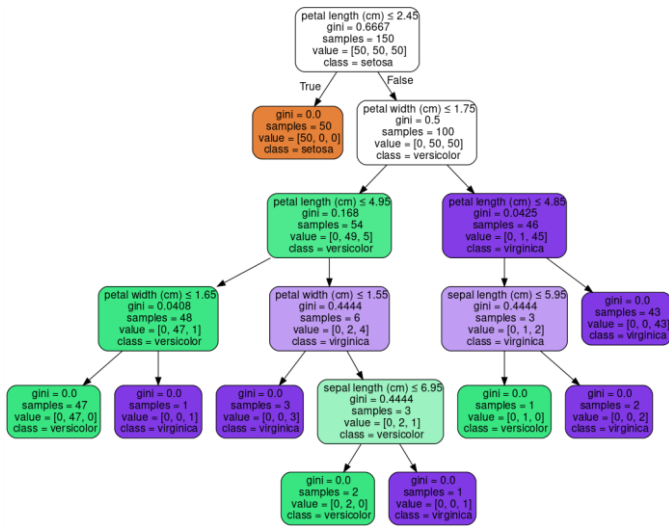 petal length (cm) ≤ 2.45
gini = 0.6667
samples = 150
value = [50, 50, 50]
class = setosa
True
False
gini = 0.0
samples = 50
value = [50, 0, 0]
class = setosa
petal width (cm) ≤ 1.75
gini = 0.5
samples = 100
value = [0, 50, 50]
class = versicolor
petal length (cm) ≤ 4.95
gini = 0.168
samples = 54
value = [0, 49, 5]
class = versicolor
petal length (cm) ≤ 4.85
gini = 0.0425
samples = 46
value = [0, 1, 45]
class = virginica
petal width (cm) ≤ 1.65
gini = 0.0408
samples = 48
value = [0, 47, 1]
class = versicolor
petal width (cm) ≤ 1.55
gini = 0.4444
samples = 6
value = [0, 2, 4]
class = virginica
sepal length (cm) ≤ 5.95
gini = 0.4444
samples = 3
value = [0, 1, 2]
class = virginica
gini = 0.0
samples = 43
value = [0, 0, 43]
class = virginica
gini = 0.0
samples = 47
value = [0, 47, 0]
class = versicolor
gini = 0.0
samples = 1
value = [0, 0, 1]
class = virginica
gini = 0.0
samples = 3
value = [0, 0, 3]
class = virginica
sepal length (cm) ≤ 6.95
gini = 0.4444
samples = 3
value = [0, 2, 1]
class = versicolor
gini = 0.0
samples = 1
value = [0, 1, 0]
class = versicolor
gini = 0.0
samples = 2
value = [0, 0, 2]
class = virginica
gini = 0.0
samples = 2
value = [0, 2, 0]
class = versicolor
gini = 0.0
samples = 1
value = [0, 0, 1]
class = virginica